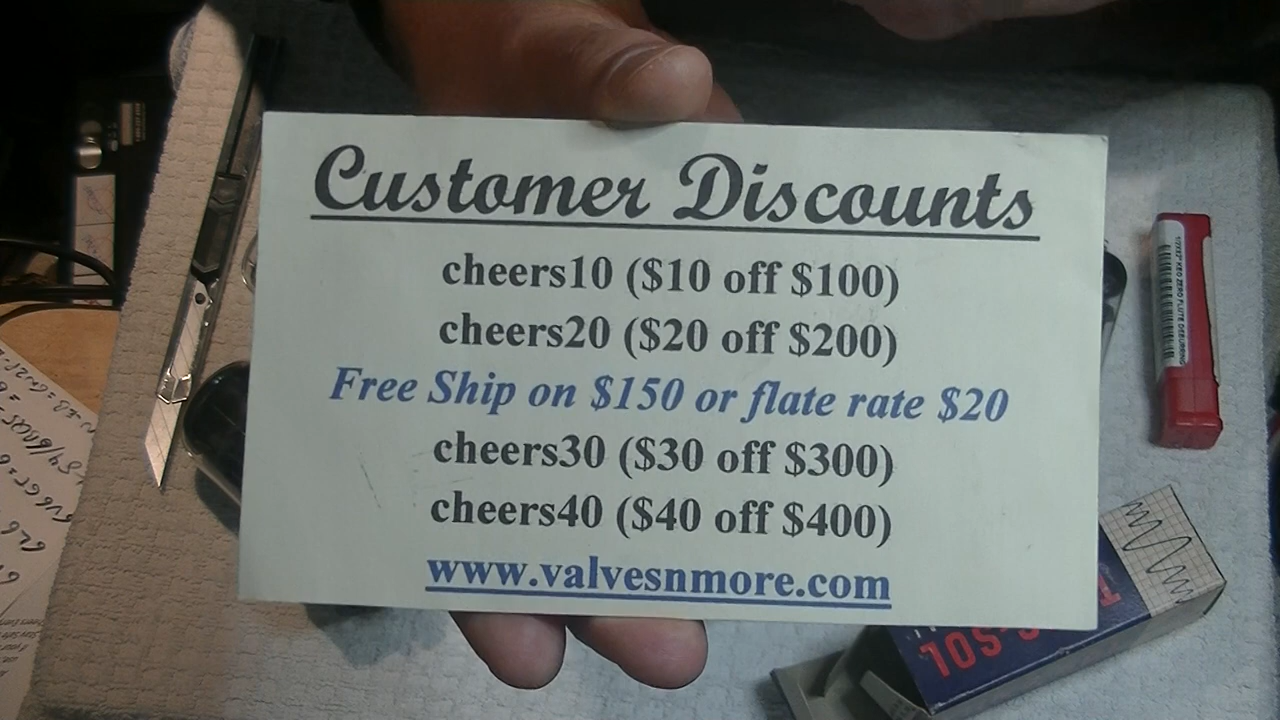 Customer Discounts
cheers10 ($10 off $100)
cheers20 ($20 off $200)
Free Ship on $150 or flate rate $20
cheers30 ($30 off $300)
cheers40 ($40 off $400)
www.valvesnmore.com